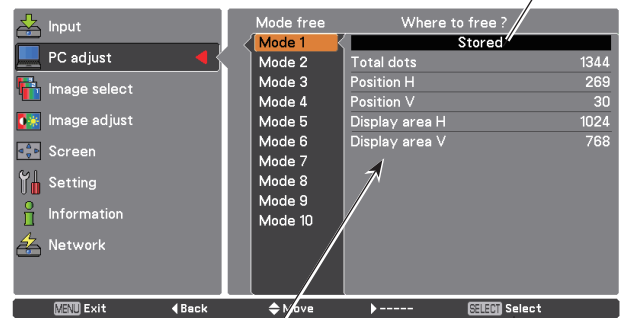 Input
PC adjust
Image select
Image adjust
Screen
Setting
Information
Network
Mode free
Where to free ?
Mode 1
Mode 2
Mode 3
Mode 4
Mode 5
Mode 6
Mode 7
Mode 8
Mode 9
Mode 10
Stored
Total dots 1344
Position H 269
Position V 30
Display area H 1024
Display area V 768
MENU Exit Back Move ----- SELECT Select